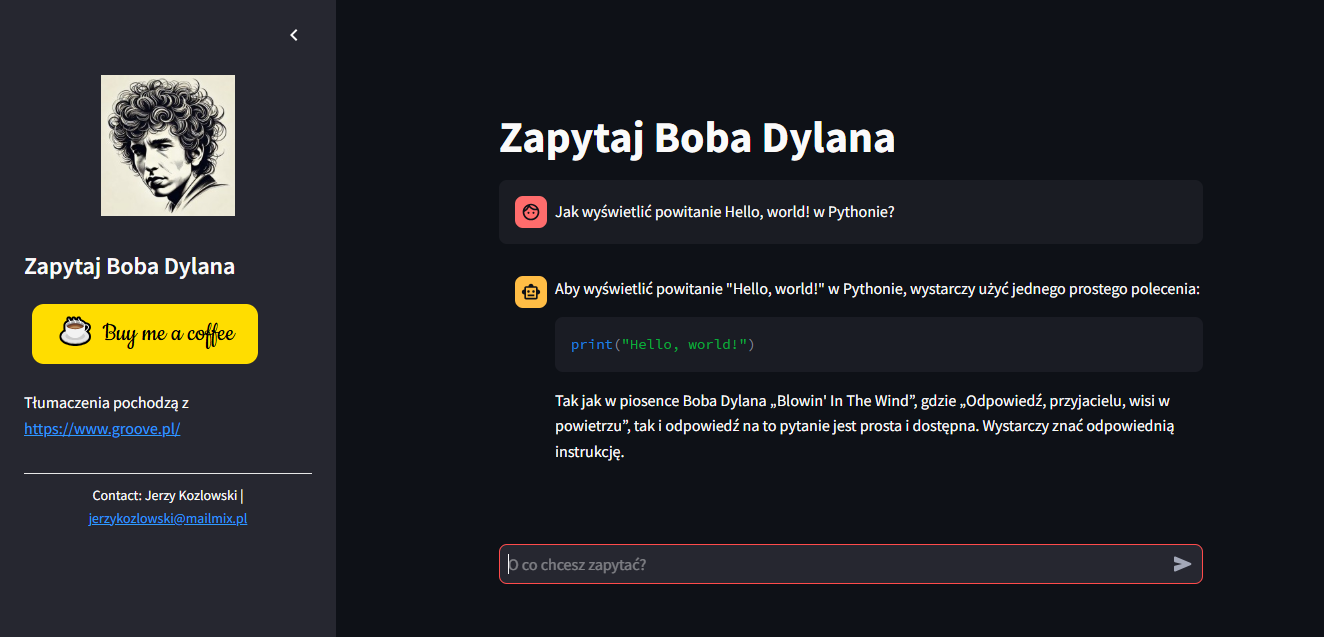 Zapytaj Boba Dylana
Buy me a coffee
Tłumaczenia pochodzą z
https://www.groove.pl/
Contact: Jerzy Kozlowski |
jerzykozlowski@mailmix.pl
Zapytaj Boba Dylana
Jak wyświetlić powitanie Hello, world! w Pythonie?
Aby wyświetlić powitanie "Hello, world!" w Pythonie, wystarczy użyć jednego prostego polecenia:
print("Hello, world!")
Tak jak w piosence Boba Dylana „Blowin' In The Wind”, gdzie „Odpowiedź, przyjacielu, wisi w
powietrzu”, tak i odpowiedź na to pytanie jest prosta i dostępna. Wystarczy znać odpowiednią
instrukcję.
O co chcesz zapytać?